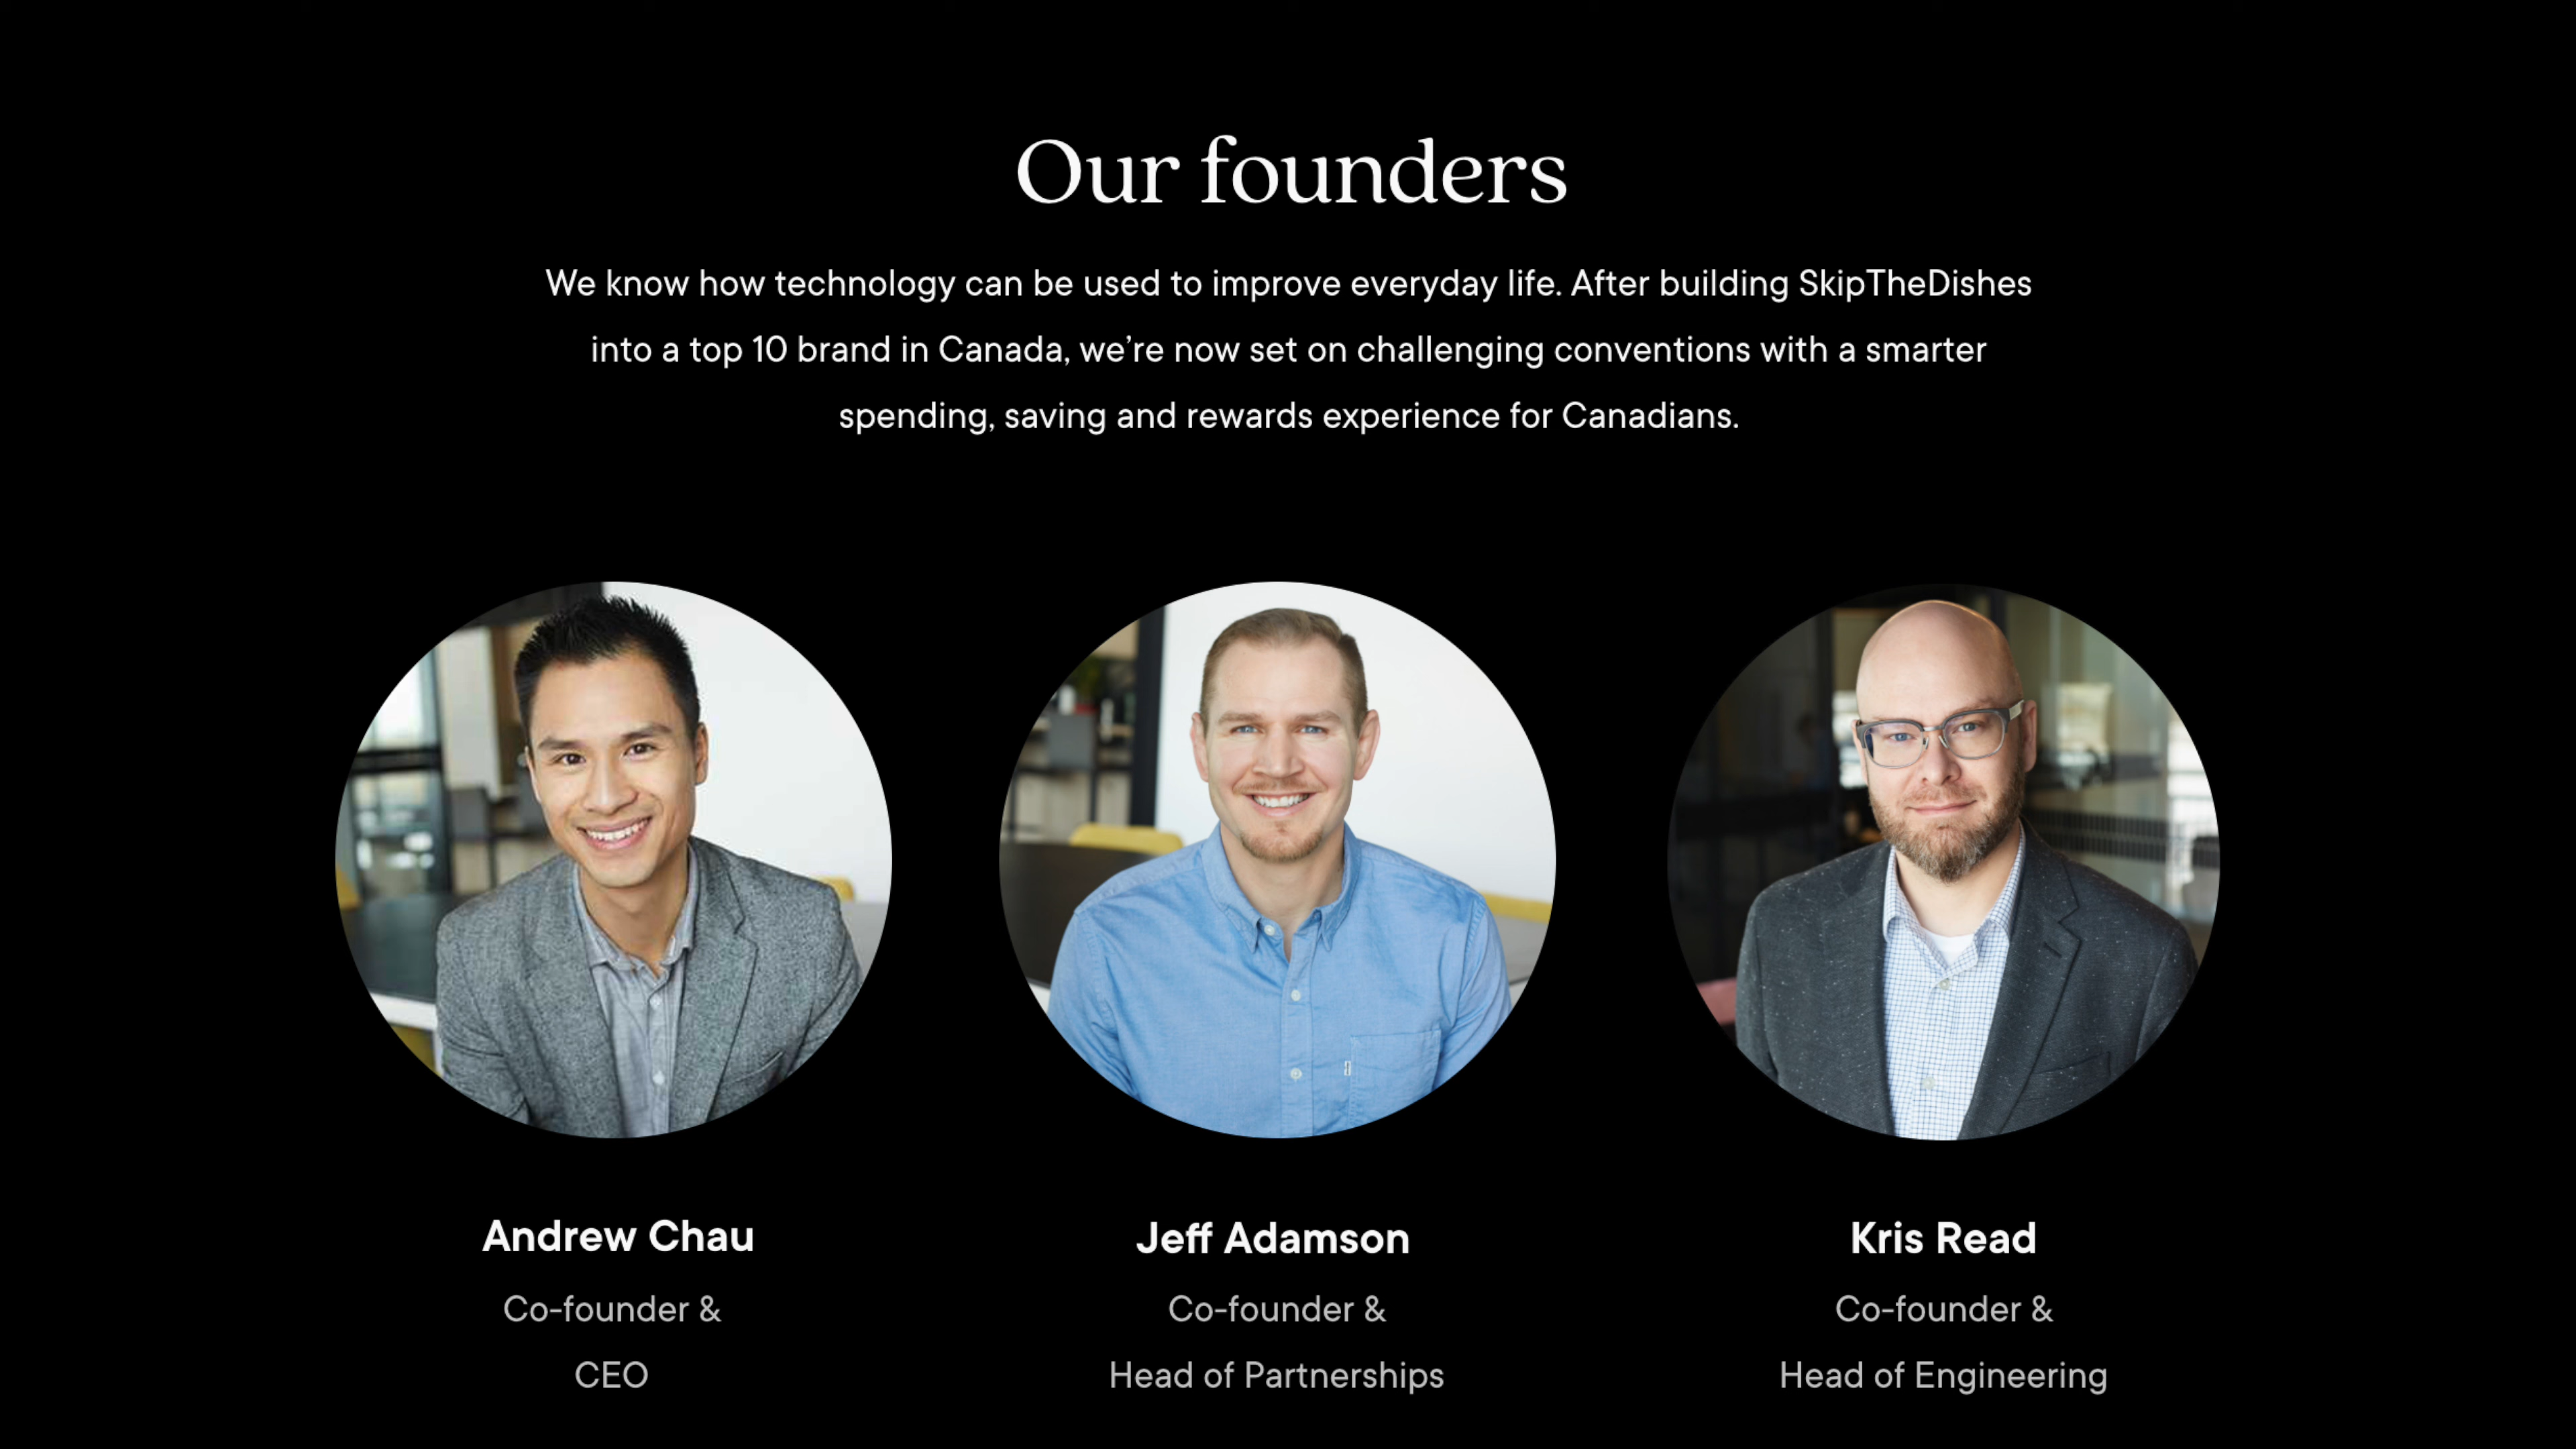 Our founders
We know how technology can be used to improve everyday life. After building SkipTheDishes
into a top 10 brand in Canada, we’re now set on challenging conventions with a smarter
spending, saving and rewards experience for Canadians.
Andrew Chau
Co-founder &
CEO
Jeff Adamson
Co-founder &
Head of Partnerships
Kris Read
Co-founder &
Head of Engineering